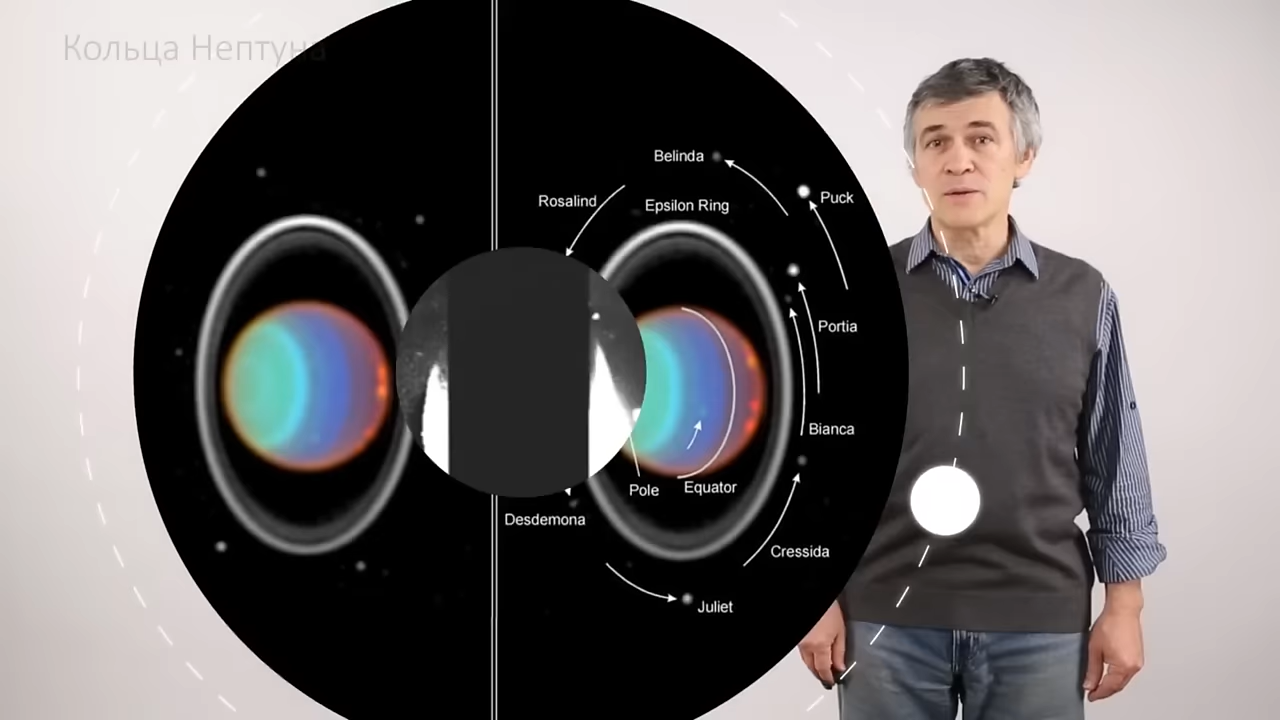 Кольца Нептуна
Belinda
Rosalind
Epsilon Ring
Puck
Portia
Bianca
Pole
Equator
Desdemona
Cressida
Juliet